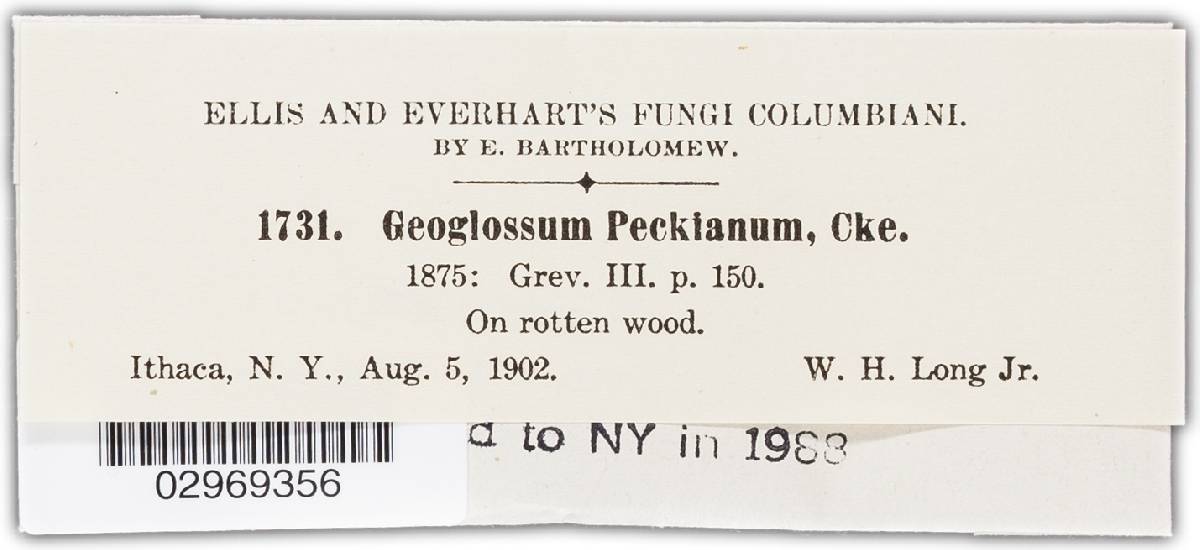 ELLIS AND EVERHART'S FUNGI COLUMBIANI.
BY E. BARTHOLOMEW.
1731. Geoglossum Peckianum, Cke.
1875: Grev. III. p. 150.
On rotten wood.
Ithaca, N. Y., Aug. 5, 1902. W. H. Long Jr.
d to NY in 1988
02969356